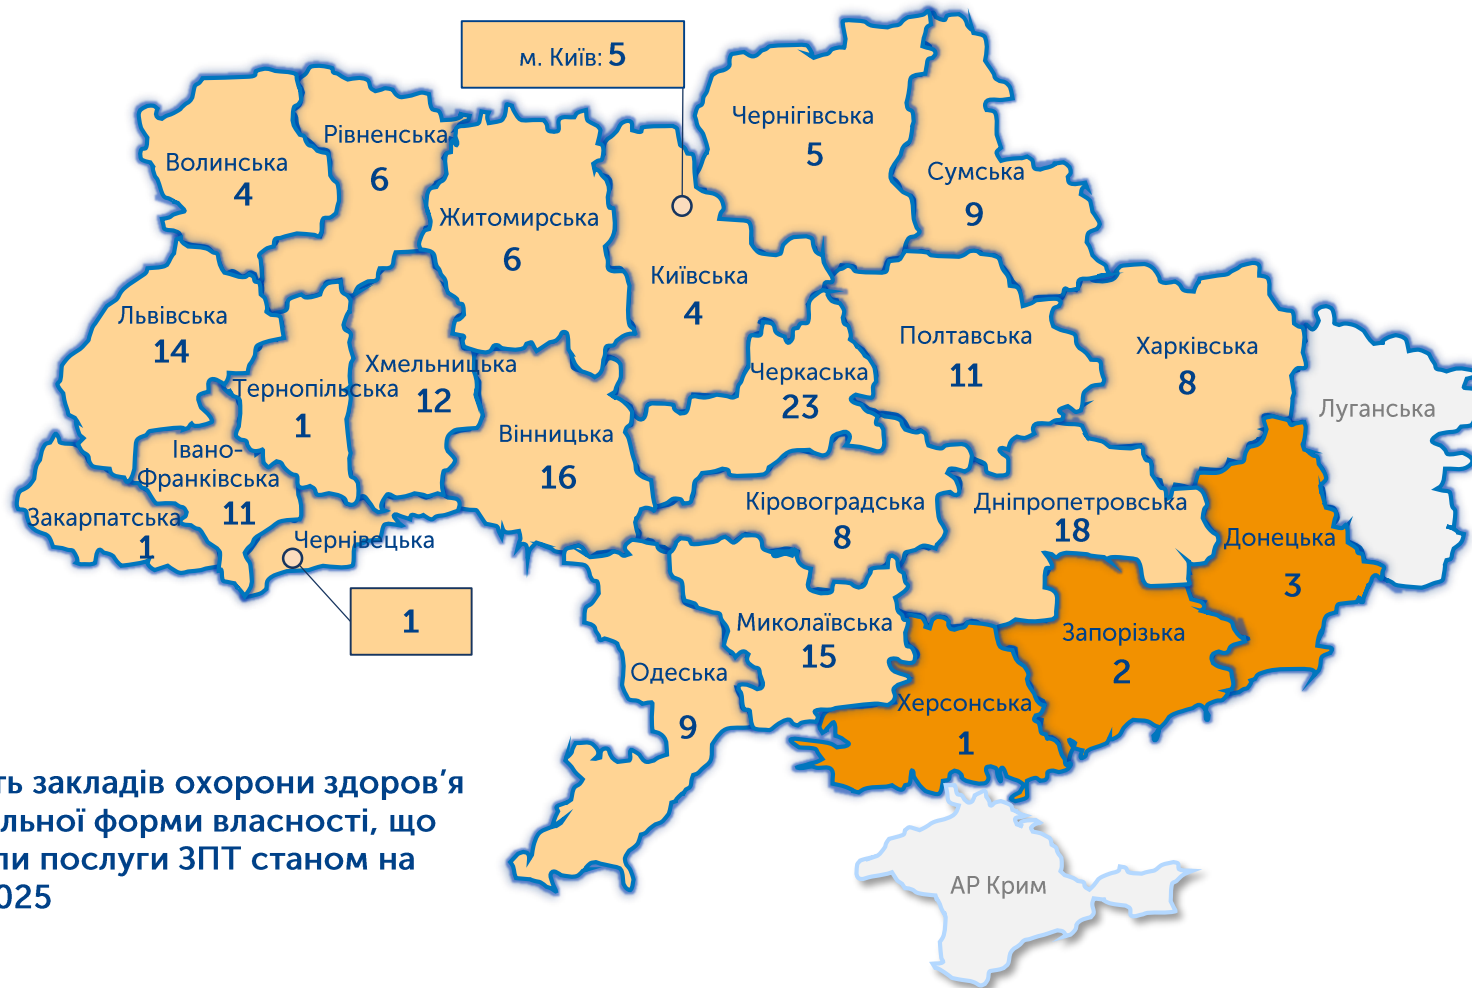 м. Київ: 5
Чернігівська
5
Сумська
9
Рівненська
6
Волинська
4
Житомирська
6
Київська
4
Львівська
14
Тернопільська
1
Хмельницька
12
Вінницька
16
Черкаська
23
Полтавська
11
Харківська
8
Луганська
Івано-
Франківська
11
Закарпатська
1
Чернівецька
1
Кіровоградська
8
Дніпропетровська
18
Донецька
3
Миколаївська
15
Запорізька
2
Одеська
9
Херсонська
1
АР Крим
ть закладів охорони здоров’я
льної форми власності, що
ли послуги ЗПТ станом на
025